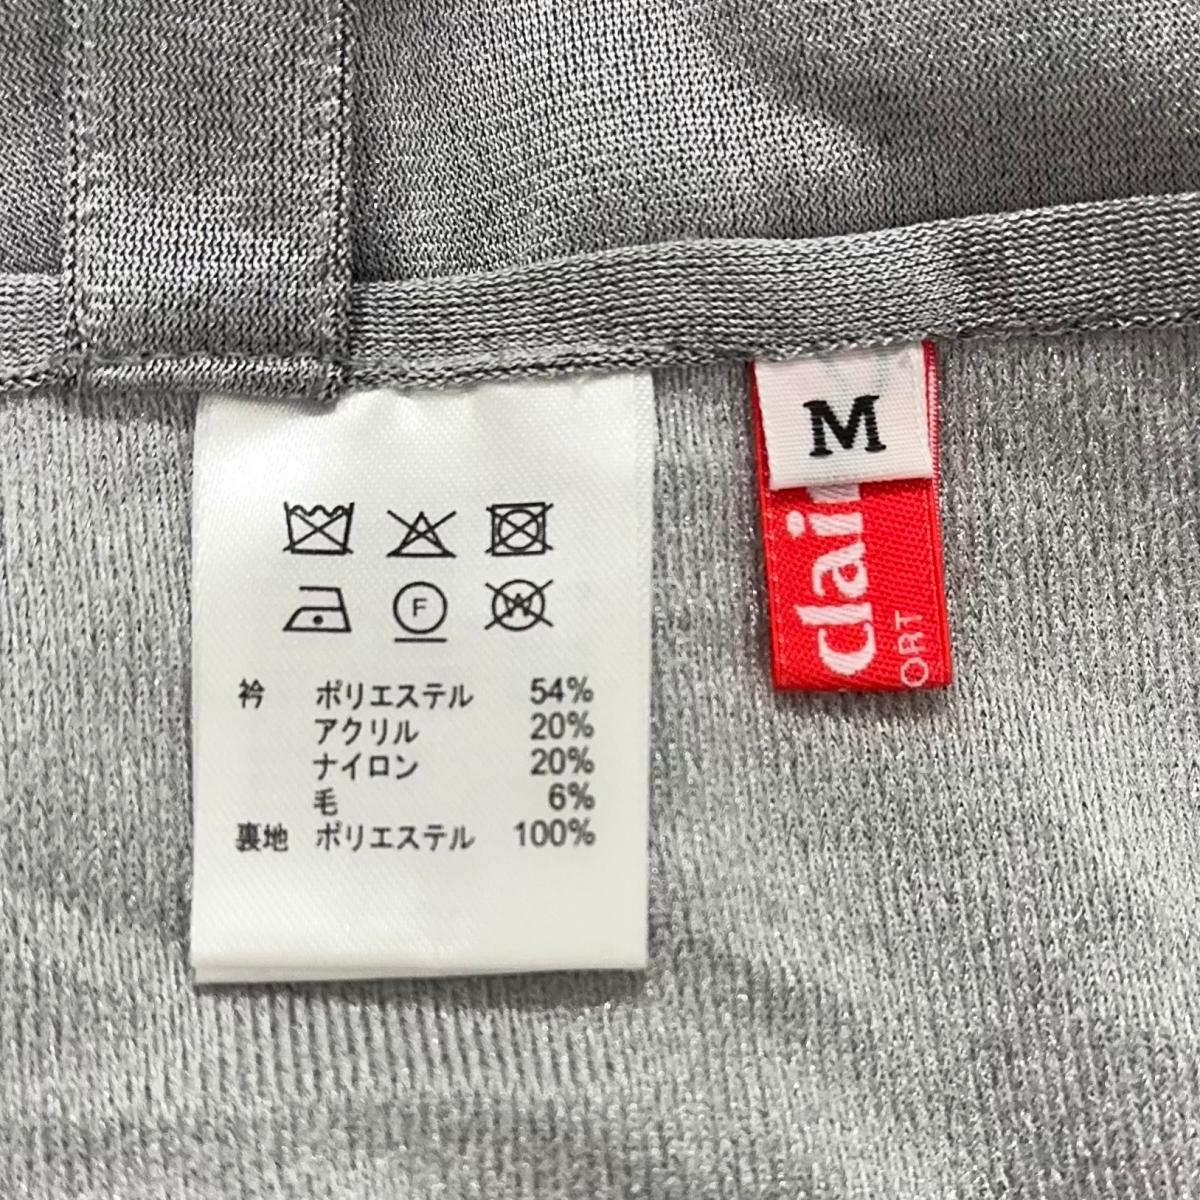 F
W
衿 ポリエステル 54%
アクリル 20%
ナイロン 20%
毛 6%
裏地 ポリエステル 100%
M
clai
ORT